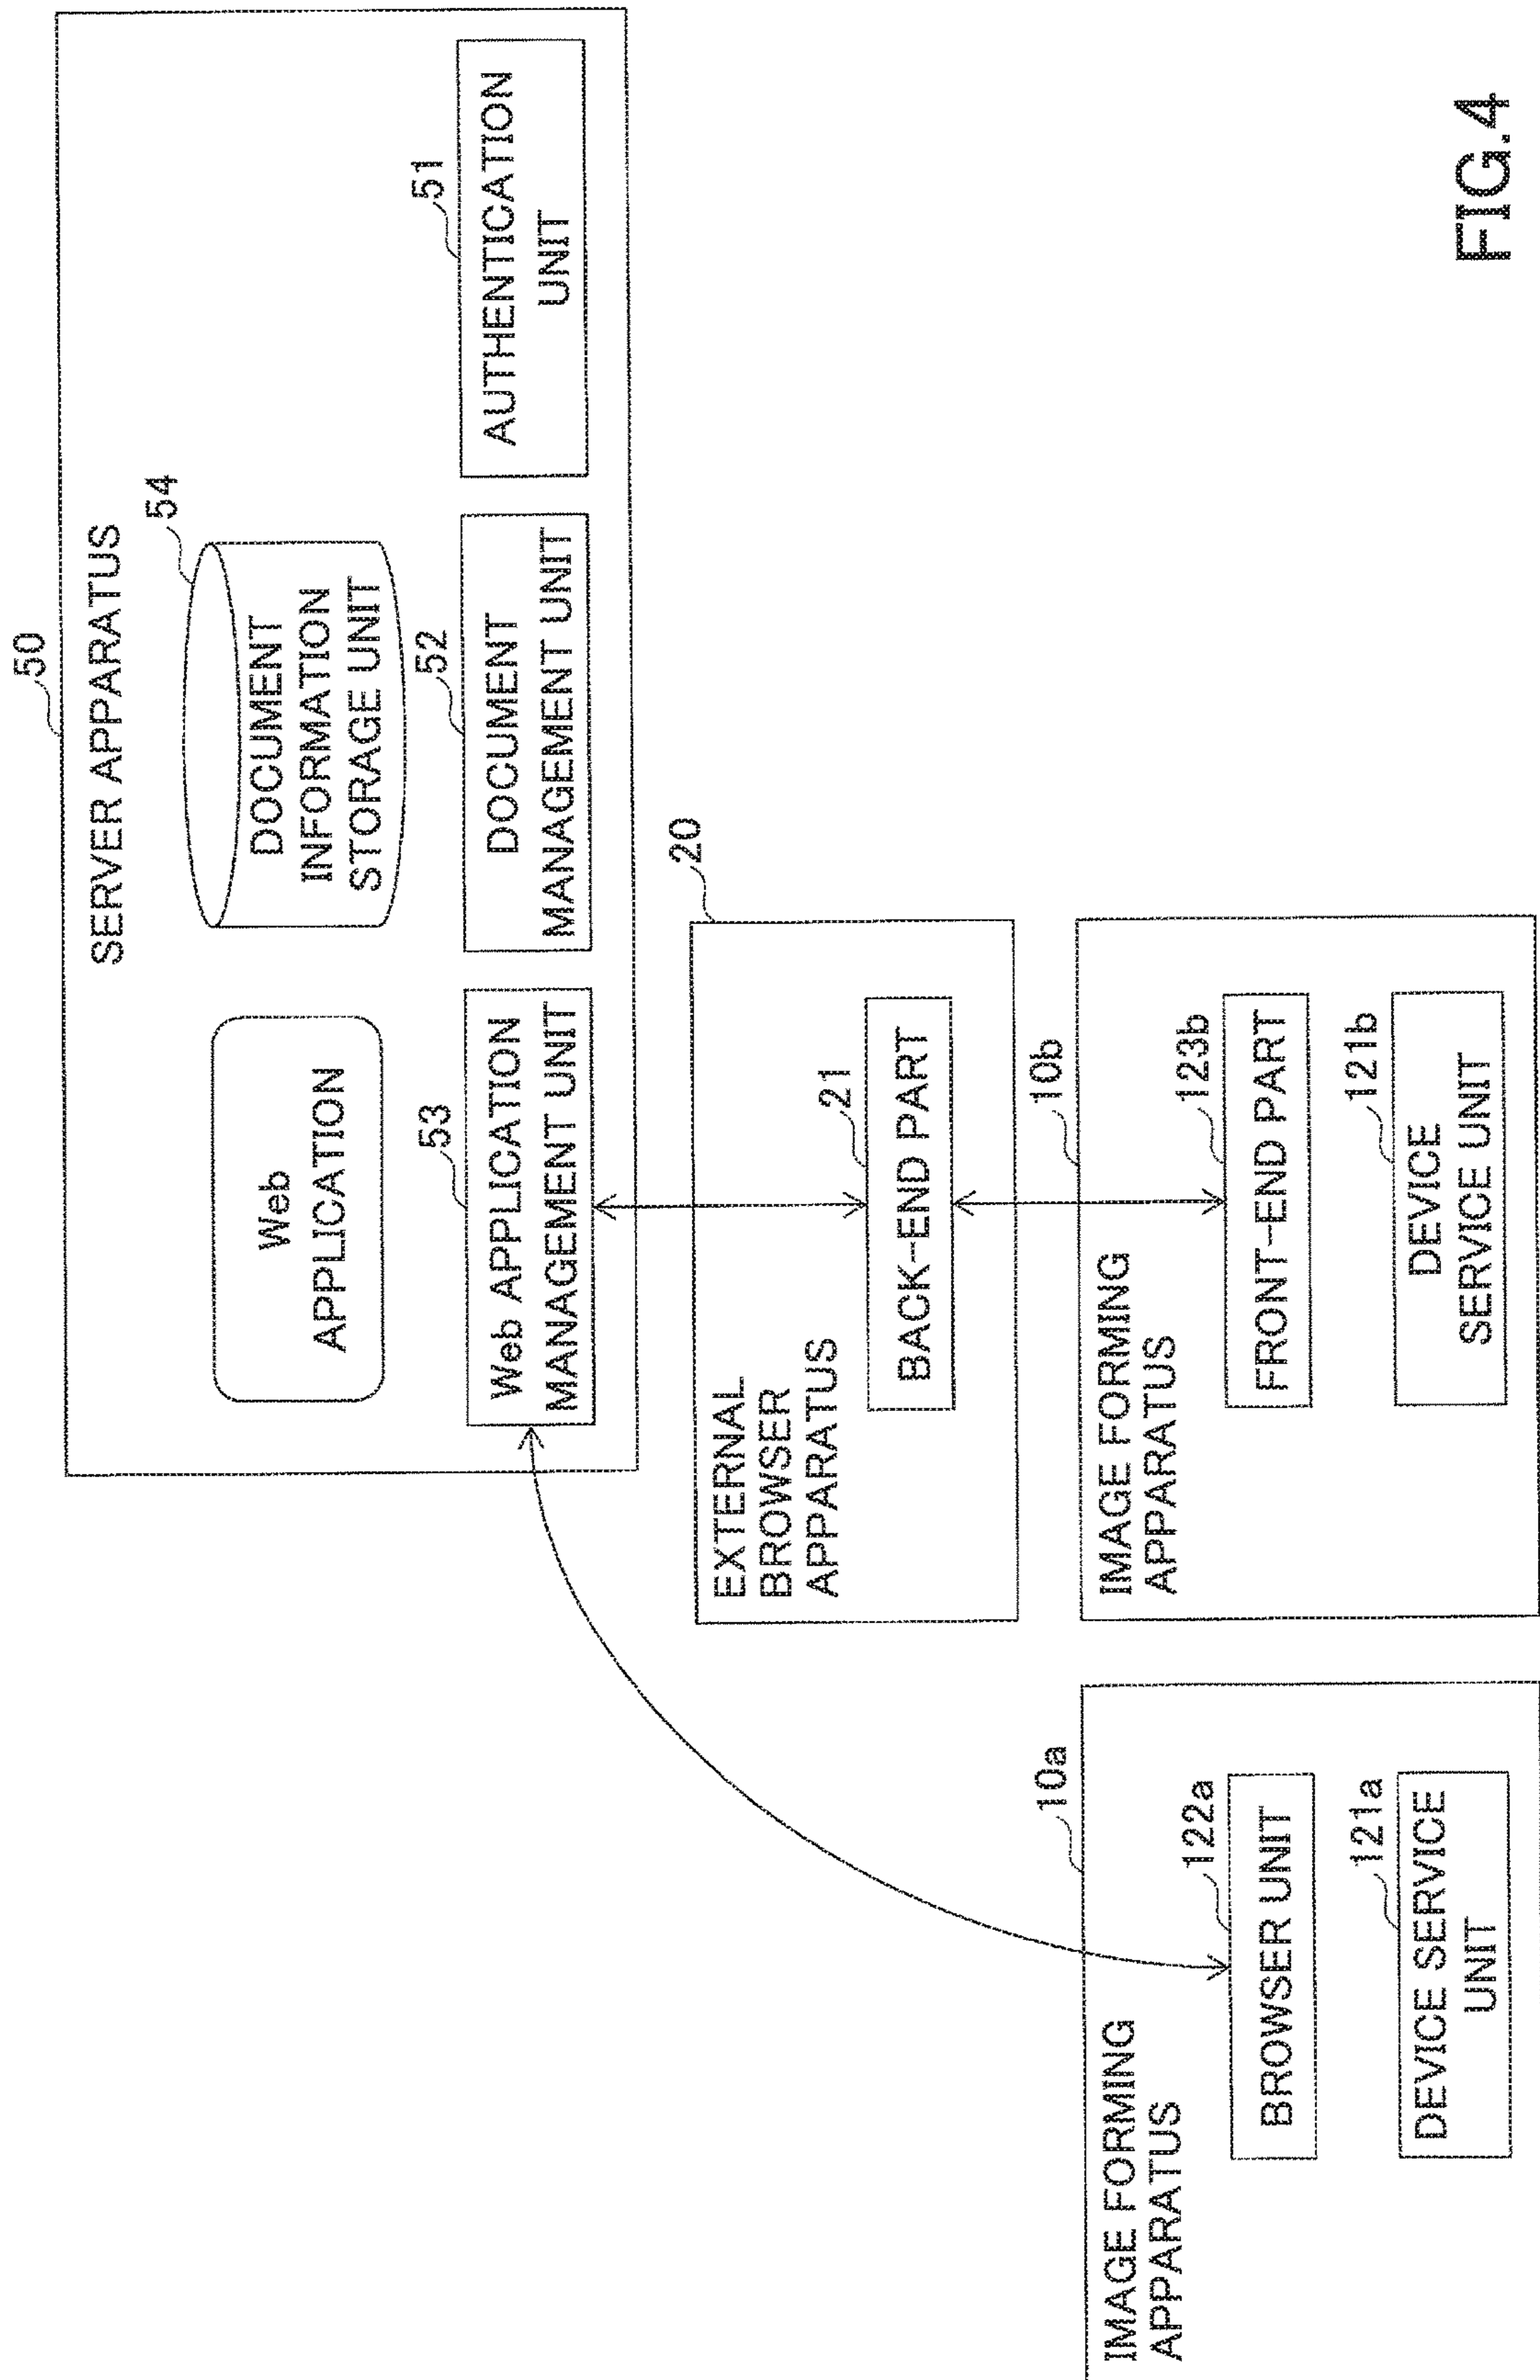 50
SERVER APPARATUS
54
Web
APPLICATION
DOCUMENT
INFORMATION
STORAGE UNIT
53
52
51
Web APPLICATION
MANAGEMENT UNIT
DOCUMENT
MANAGEMENT UNIT
AUTHENTICATION
UNIT
20
EXTERNAL
BROWSER
APPARATUS
21
BACK-END PART
10a
IMAGE FORMING
APPARATUS
122a
BROWSER UNIT
121a
DEVICE SERVICE
UNIT
10b
IMAGE FORMING
APPARATUS
123b
FRONT-END PART
121b
DEVICE
SERVICE UNIT
FIG.4